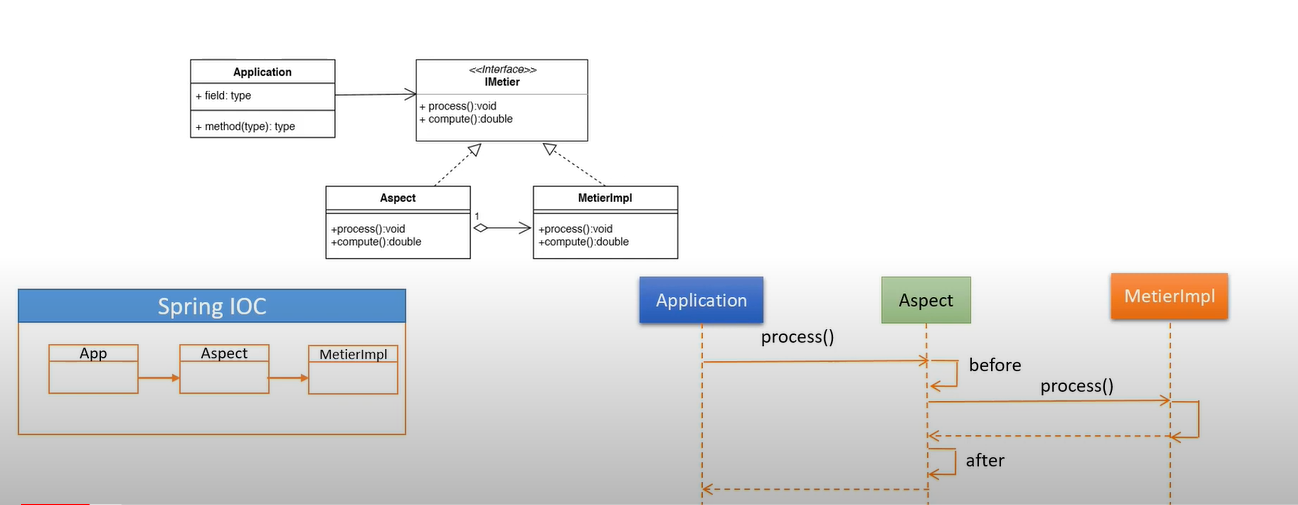 Application
+ field: type
+ method(type): type
<<Interface>>
IMetier
+ process():void
+ compute():double
Aspect
+process():void
+compute():double
1
MetierImpl
+process():void
+compute():double
Spring IOC
App
Aspect
MetierImpl
Application
Aspect
MetierImpl
process()
before
process()
after